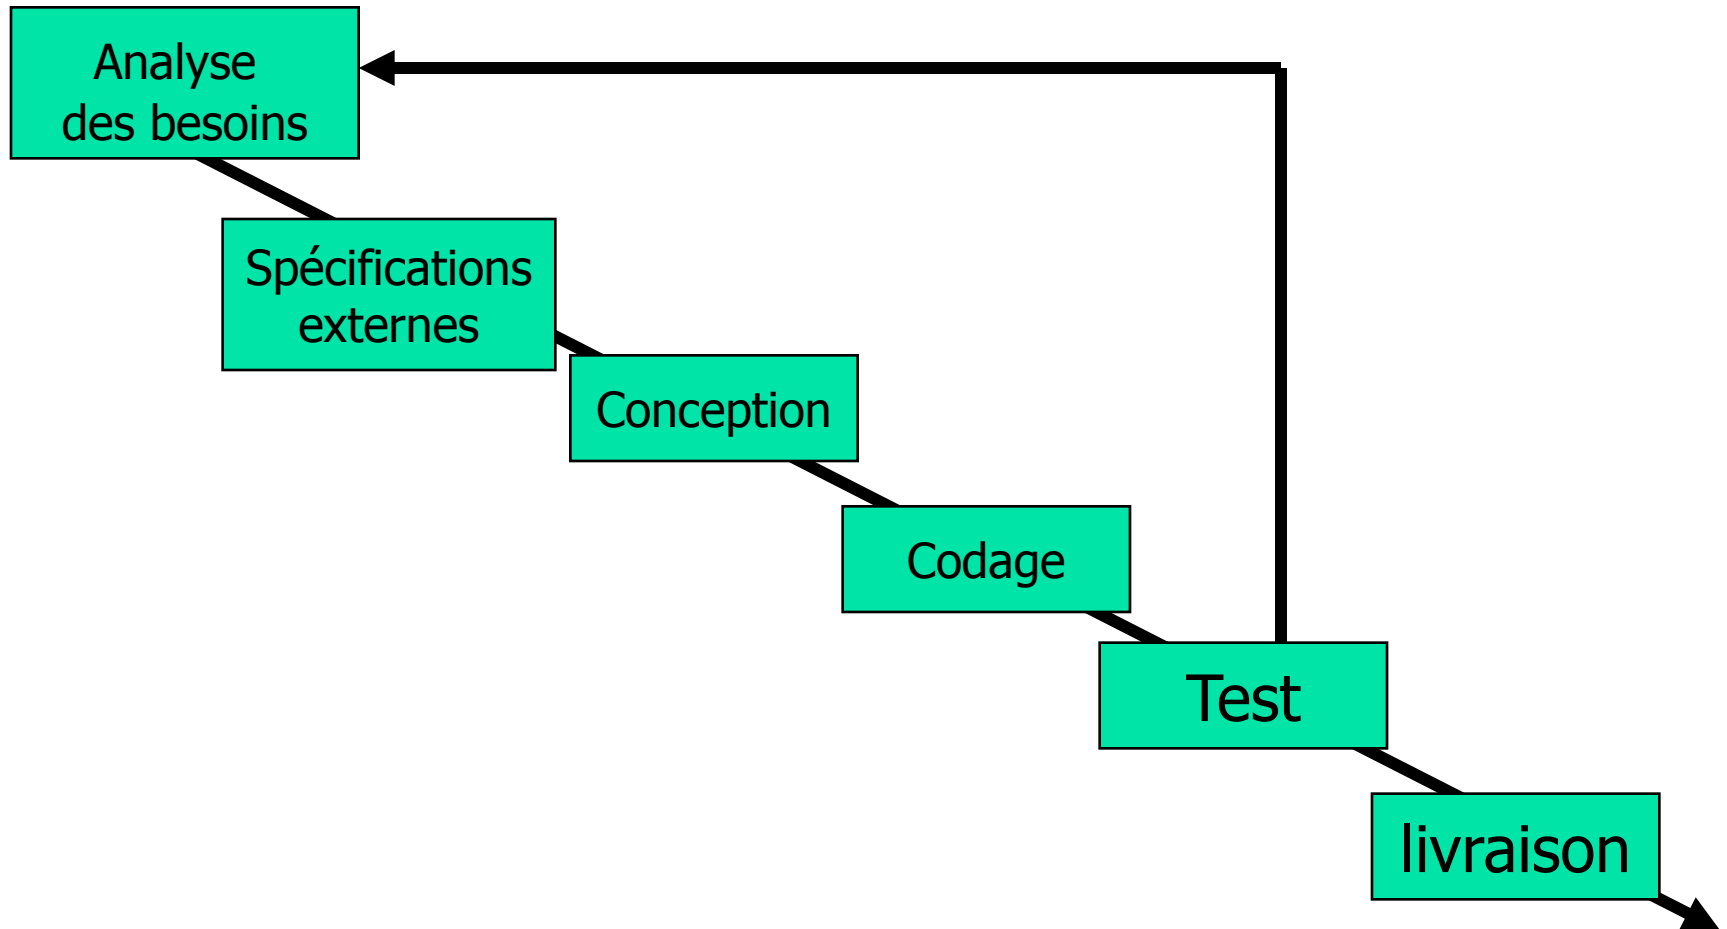 Analyse
des besoins
Spécifications
externes
Conception
Codage
Test
livraison